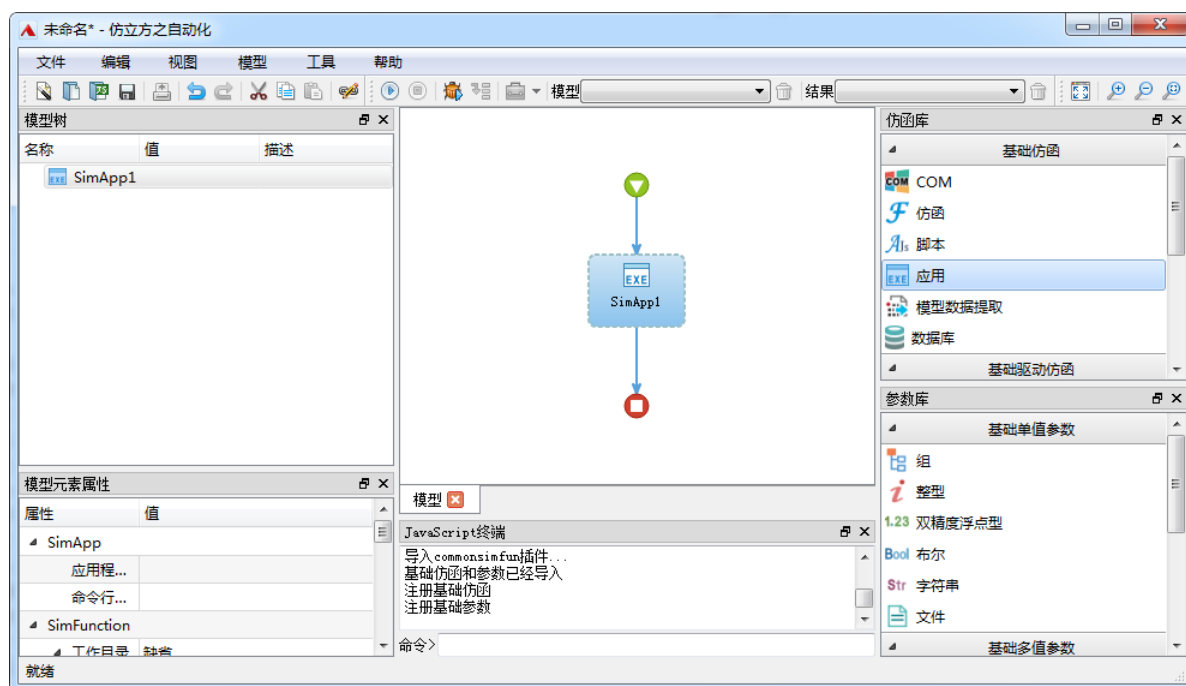 未命名* - 仿立方之自动化
文件 编辑 视图 模型 工具 帮助
模型 结果
模型树
名称 值 描述
EXE SimApp1
EXE
SimApp1
模型
模型元素属性
属性 值
SimApp
应用程...
命令行...
SimFunction
工作目录 缺省
JavaScript终端
导入commonsimfun插件...
基础仿函和参数已经导入
注册基础仿函
注册基础参数
命令>
仿函库
基础仿函
COM COM
仿函
脚本
EXE 应用
模型数据提取
数据库
基础驱动仿函
参数库
基础单值参数
组
整型
1.23 双精度浮点型
Bool 布尔
Str 字符串
文件
基础多值参数
就绪